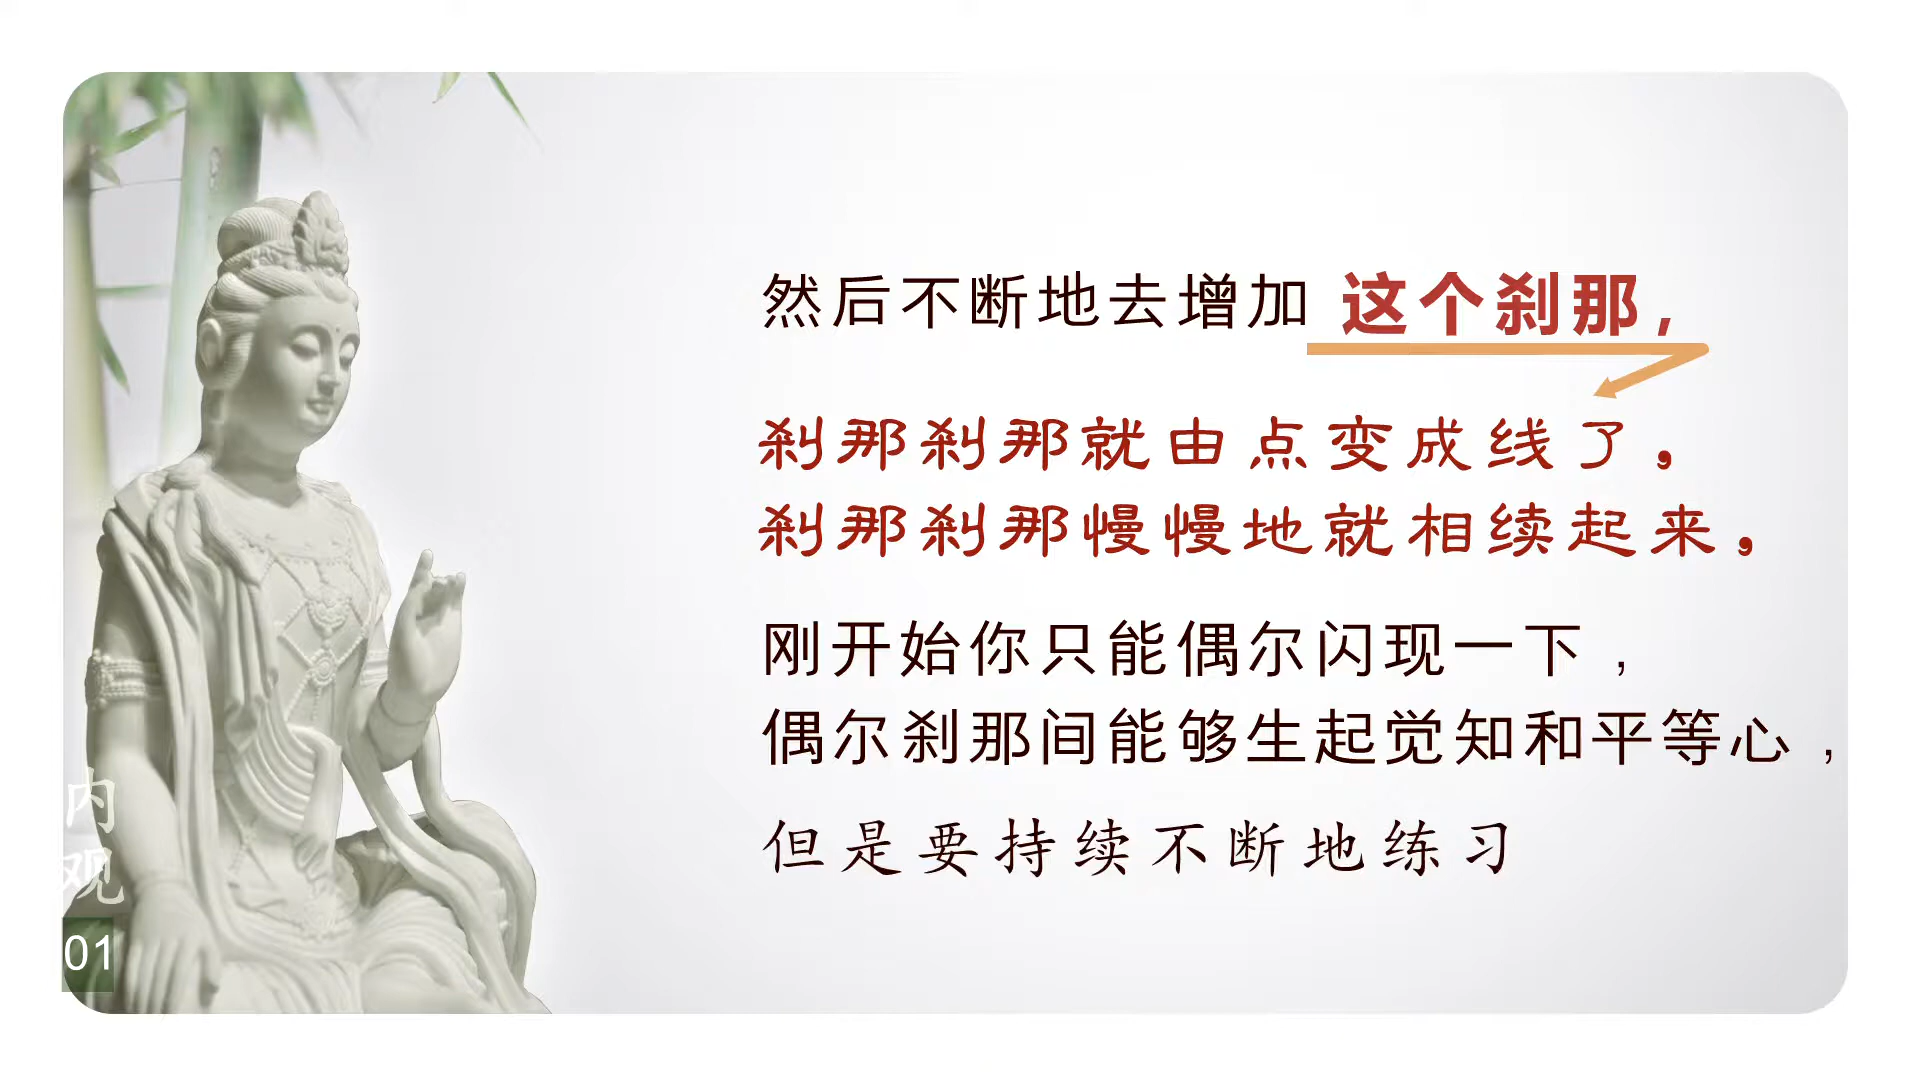 然后不断地去增加 这个刹那，
刹那刹那就由点变成线了，
刹那刹那慢慢地就相续起来，
刚开始你只能偶尔闪现一下，
偶尔刹那间能够生起觉知和平等心，
但是要持续不断地练习
内观
01